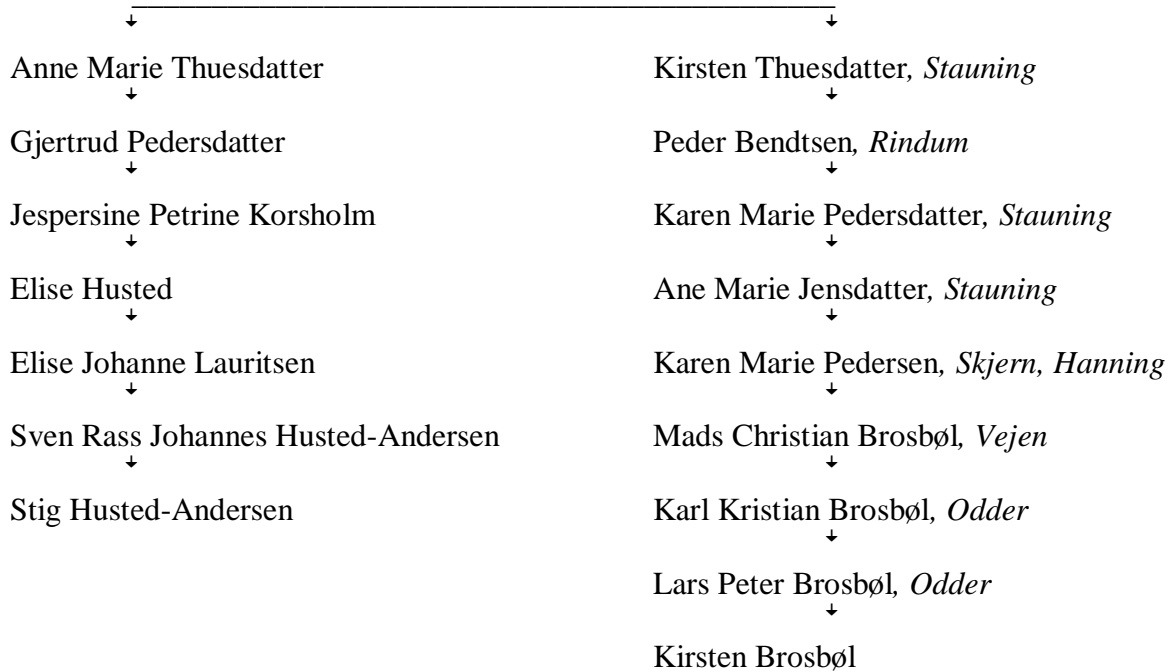 Anne Marie Thuesdatter
Kirsten Thuesdatter, Stauning
Gjertrud Pedersdatter
Peder Bendtsen, Rindum
Jespersine Petrine Korsholm
Karen Marie Pedersdatter, Stauning
Elise Husted
Ane Marie Jensdatter, Stauning
Elise Johanne Lauritsen
Karen Marie Pedersen, Skjern, Hanning
Sven Rass Johannes Husted-Andersen
Mads Christian Brosbøl, Vejen
Stig Husted-Andersen
Karl Kristian Brosbøl, Odder
Lars Peter Brosbøl, Odder
Kirsten Brosbøl